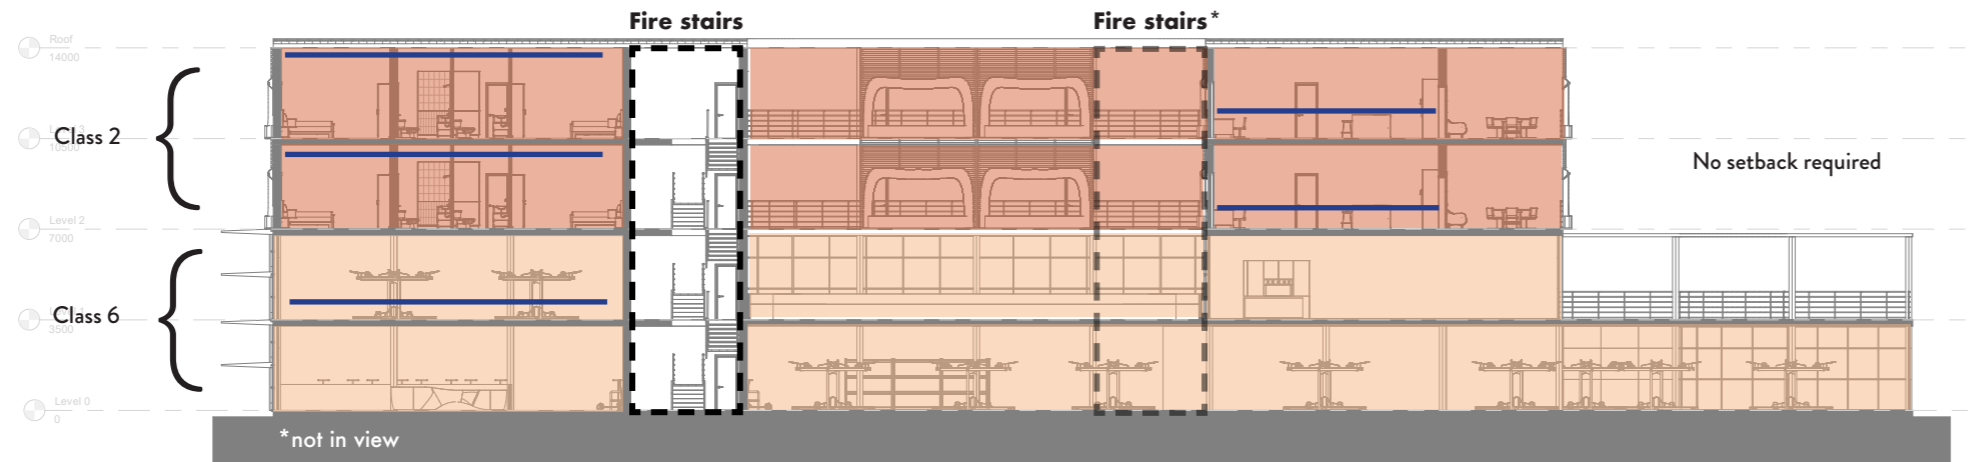 Fire stairs
Fire stairs*
Roof
14000
Class 2
10500
No setback required
Level 2
7000
Class 6
3500
Level 0
0
*not in view